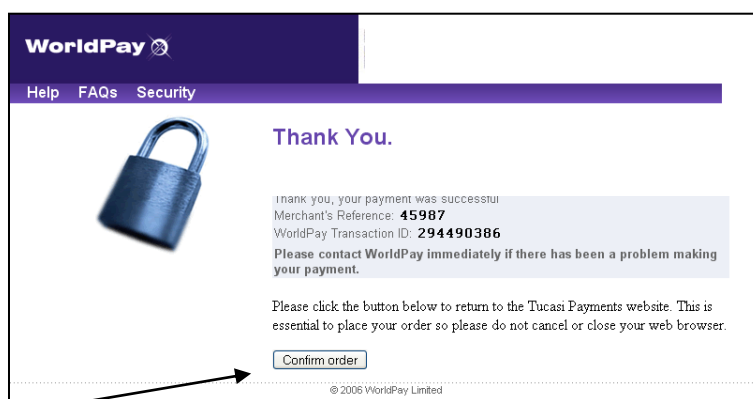 WorldPay
Help FAQs Security
Thank You.
Thank you, your payment was successful
Merchant's Reference: 45987
WorldPay Transaction ID: 294490386
Please contact WorldPay immediately if there has been a problem making
your payment.
Please click the button below to return to the Tucasi Payments website. This is
essential to place your order so please do not cancel or close your web browser.
Confirm order
© 2006 WorldPay Limited